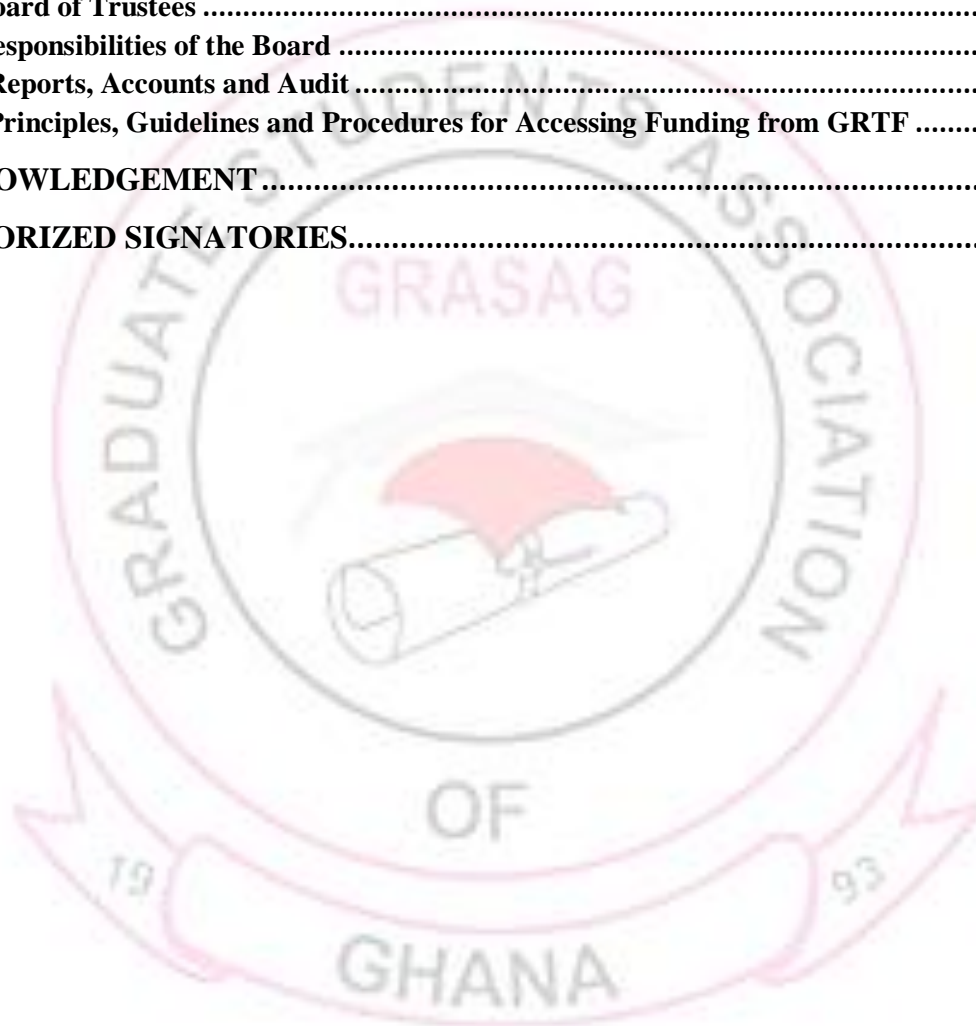 oard of Trustees ....................................................................................................
esponsibilities of the Board ................................................................................
Reports, Accounts and Audit .............................................................................
Principles, Guidelines and Procedures for Accessing Funding from GRTF .........
OWLEDGEMENT ..........................................................................................
ORIZED SIGNATORIES..............................................................................
GRADUATE STUDENTS ASSOCIATION
GRASAG
OF
19 93
GHANA